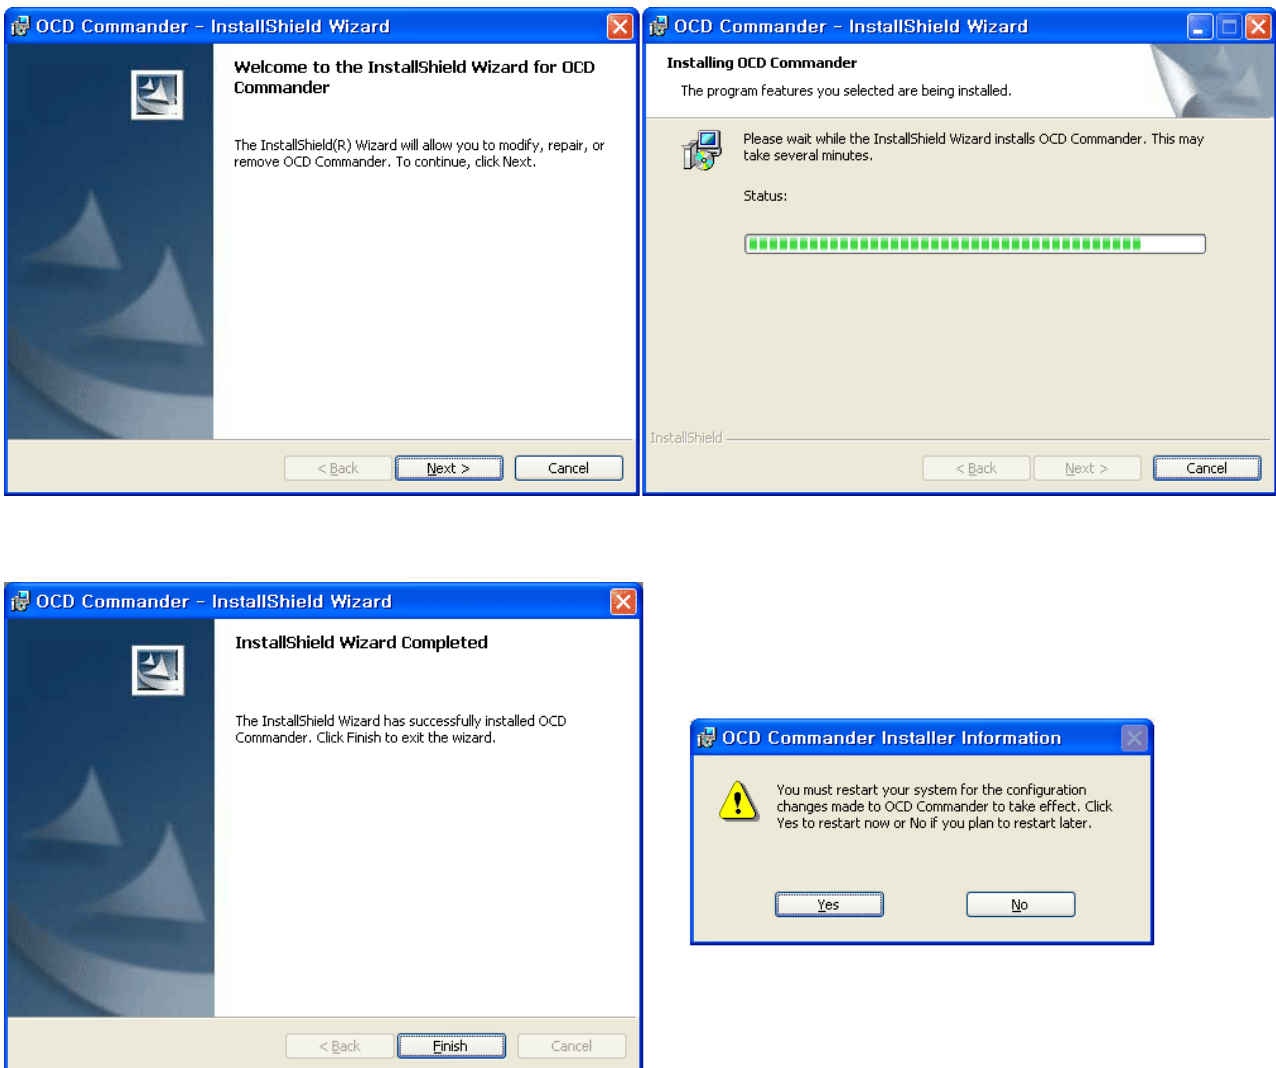 OCD Commander - InstallShield Wizard
Welcome to the InstallShield Wizard for OCD
Commander
The InstallShield(R) Wizard will allow you to modify, repair, or
remove OCD Commander. To continue, click Next.
< Back
Next >
Cancel
OCD Commander - InstallShield Wizard
Installing OCD Commander
The program features you selected are being installed.
Please wait while the InstallShield Wizard installs OCD Commander. This may
take several minutes.
Status:
InstallShield
< Back
Next >
Cancel
OCD Commander - InstallShield Wizard
InstallShield Wizard Completed
The InstallShield Wizard has successfully installed OCD
Commander. Click Finish to exit the wizard.
< Back
Finish
Cancel
OCD Commander Installer Information
You must restart your system for the configuration
changes made to OCD Commander to take effect. Click
Yes to restart now or No if you plan to restart later.
Yes
No